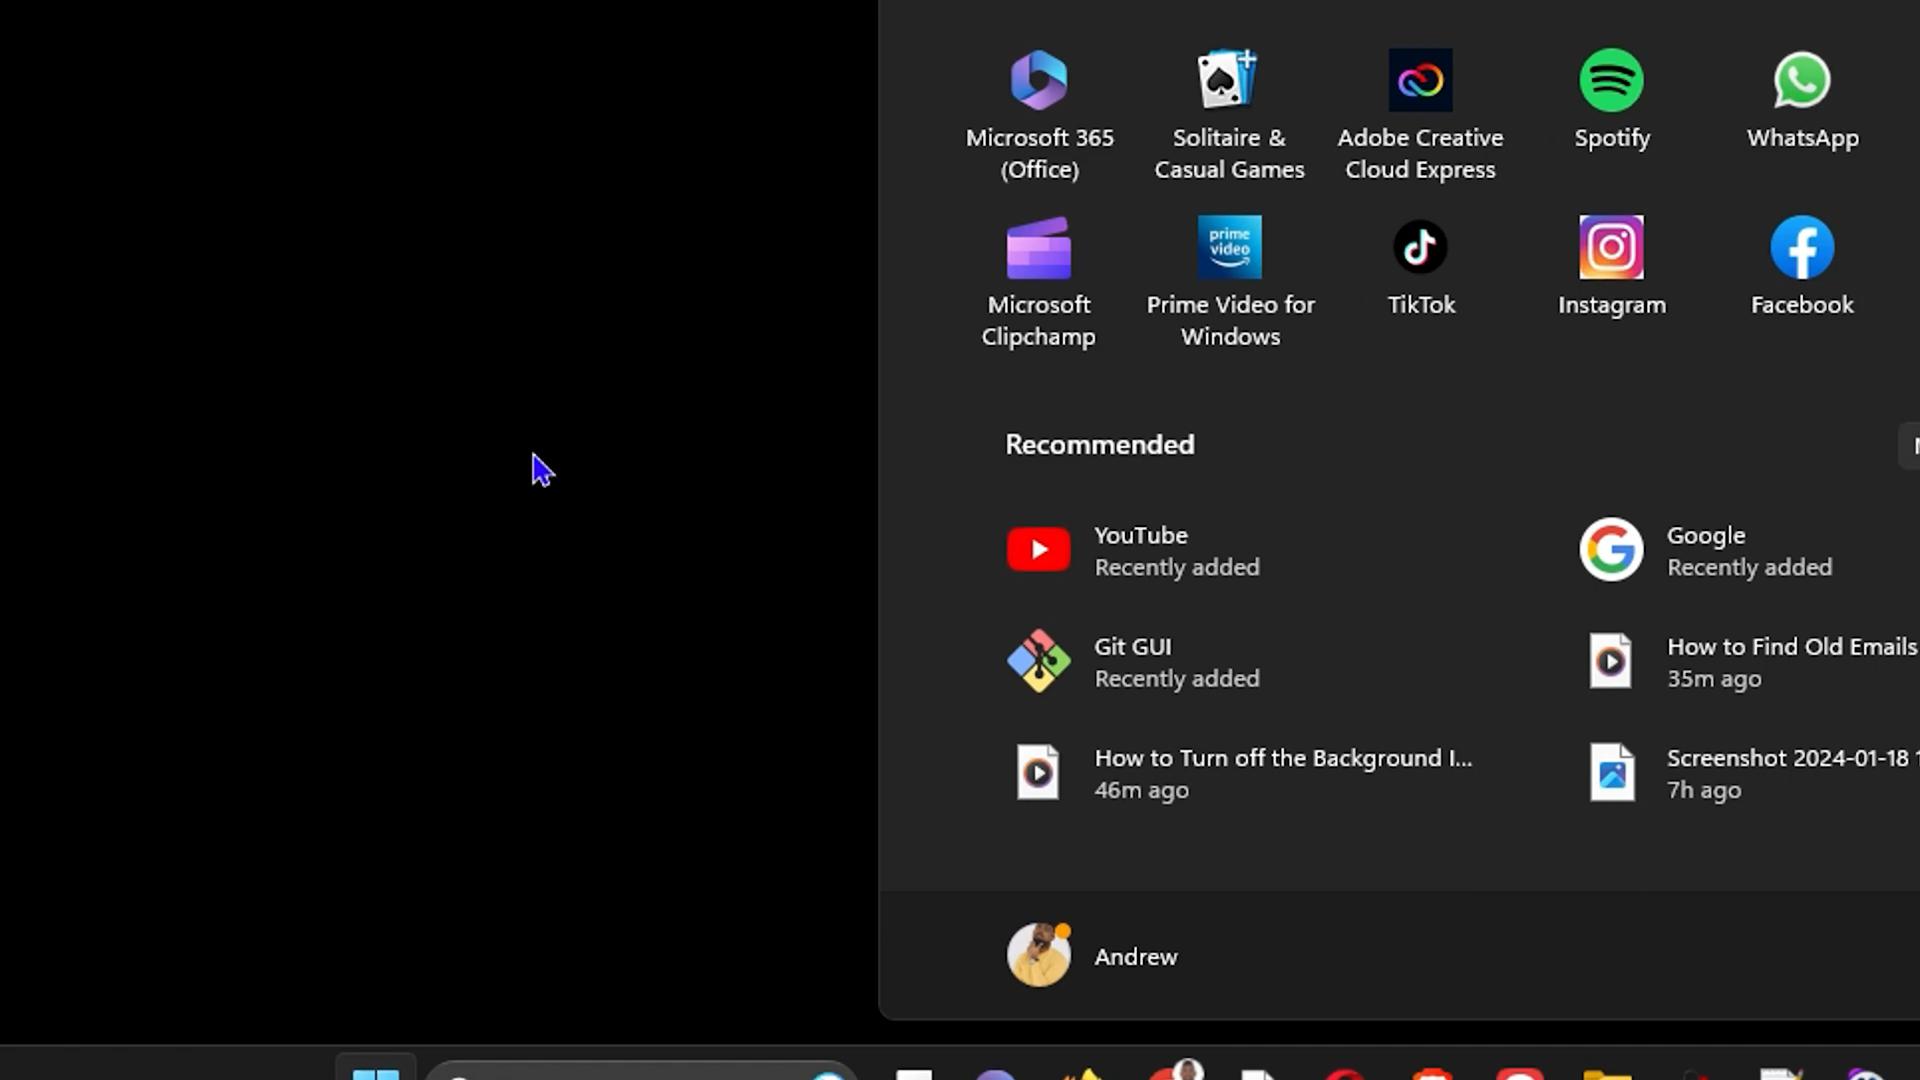 Microsoft 365
(Office)
Solitaire &
Casual Games
Adobe Creative
Cloud Express
Spotify
WhatsApp
Microsoft
Clipchamp
prime
video
Prime Video for
Windows
TikTok
Instagram
Facebook
Recommended
YouTube
Recently added
Google
Recently added
Git GUI
Recently added
How to Find Old Emails
35m ago
How to Turn off the Background I...
46m ago
Screenshot 2024-01-18
7h ago
Andrew